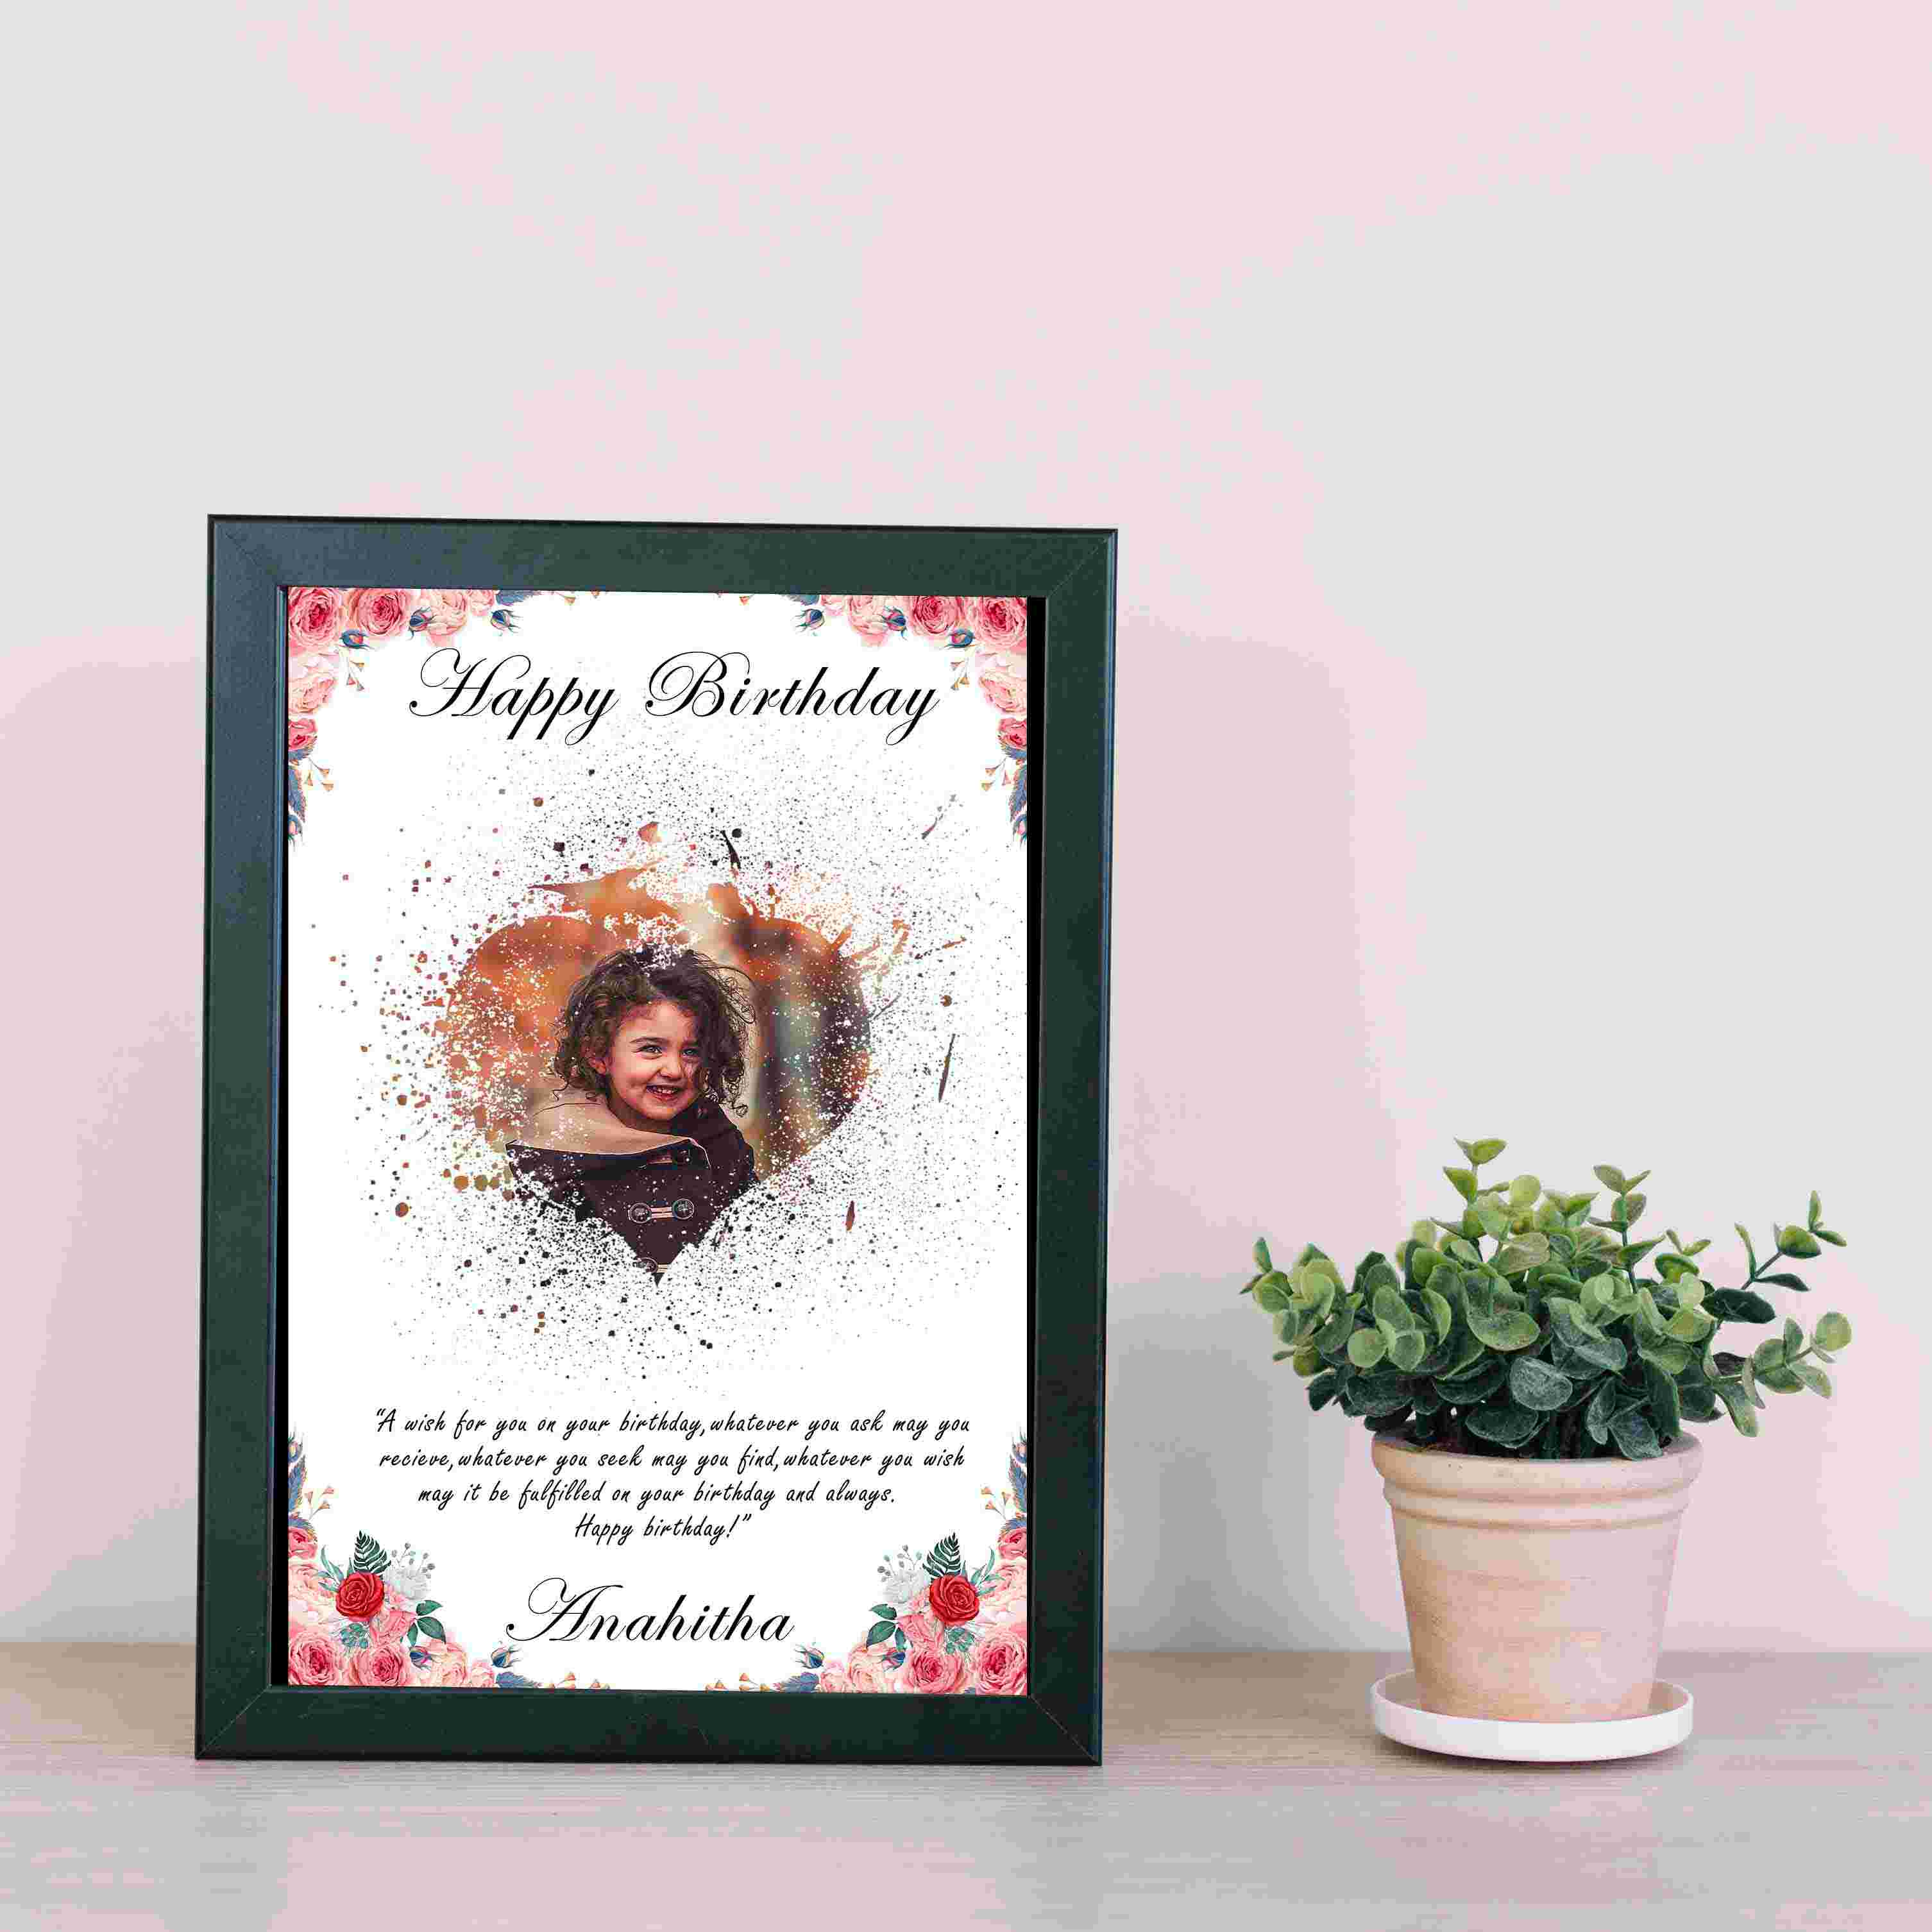 Happy Birthday
"A wish for you on your birthday,whatever you ask may you
recieve,whatever you seek may you find,whatever you wish
may it be fulfilled on your birthday and always.
Happy birthday!"
Anahitha